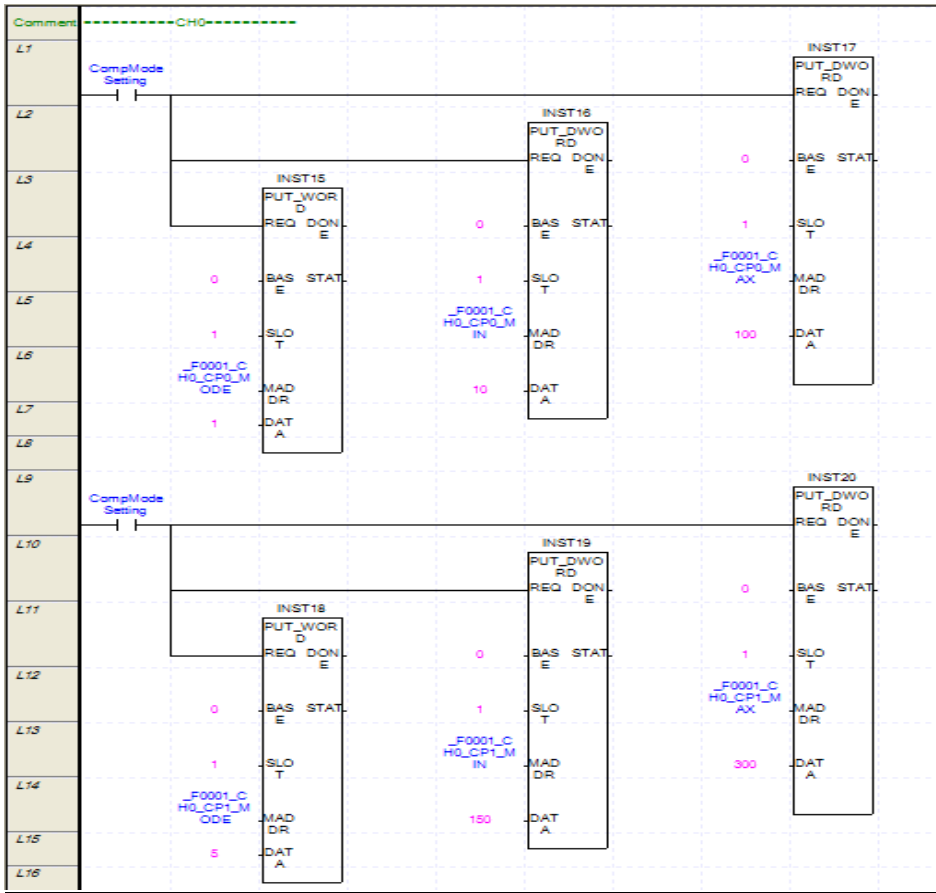 Comment -----------CH0-----------
L1
INST17
CompMode
Setting
PUT_DWO
RD
REQ DON
E
L2
INST16
PUT_DWO
RD
REQ DON
E
0
BAS STAT
E
L3
INST15
PUT_WOR
D
REQ DON
E
0
BAS STAT
E
1
SLO
T
L4
0
BAS STAT
E
1
SLO
T
_F0001_C
H0_CP0_M
AX
MAD
DR
L5
1
SLO
T
_F0001_C
H0_CP0_M
IN
MAD
DR
100
DAT
A
L6
_F0001_C
H0_CP0_M
ODE
MAD
DR
10
DAT
A
L7
1
DAT
A
L8
L9
INST20
CompMode
Setting
PUT_DWO
RD
REQ DON
E
L10
INST19
PUT_DWO
RD
REQ DON
E
0
BAS STAT
E
L11
INST18
PUT_WOR
D
REQ DON
E
0
BAS STAT
E
1
SLO
T
L12
0
BAS STAT
E
1
SLO
T
_F0001_C
H0_CP1_M
AX
MAD
DR
L13
1
SLO
T
_F0001_C
H0_CP1_M
IN
MAD
DR
300
DAT
A
L14
_F0001_C
H0_CP1_M
ODE
MAD
DR
150
DAT
A
L15
5
DAT
A
L16